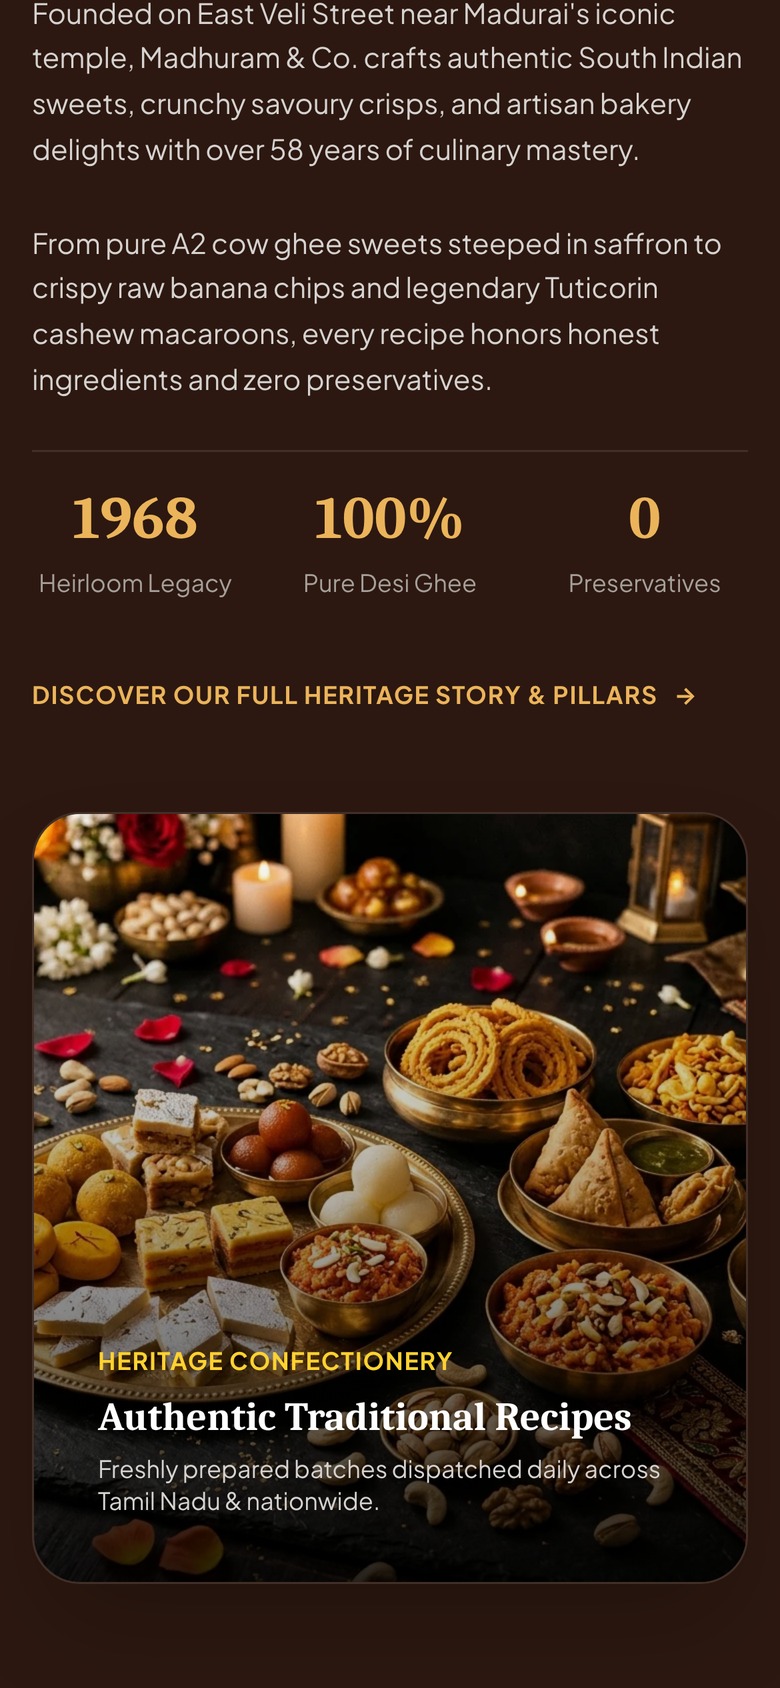 Founded on East Veli Street near Madurai's iconic
temple, Madhuram & Co. crafts authentic South Indian
sweets, crunchy savoury crisps, and artisan bakery
delights with over 58 years of culinary mastery.
From pure A2 cow ghee sweets steeped in saffron to
crispy raw banana chips and legendary Tuticorin
cashew macaroons, every recipe honors honest
ingredients and zero preservatives.
1968 100% 0
Heirloom Legacy Pure Desi Ghee Preservatives
DISCOVER OUR FULL HERITAGE STORY & PILLARS →
HERITAGE CONFECTIONERY
Authentic Traditional Recipes
Freshly prepared batches dispatched daily across
Tamil Nadu & nationwide.